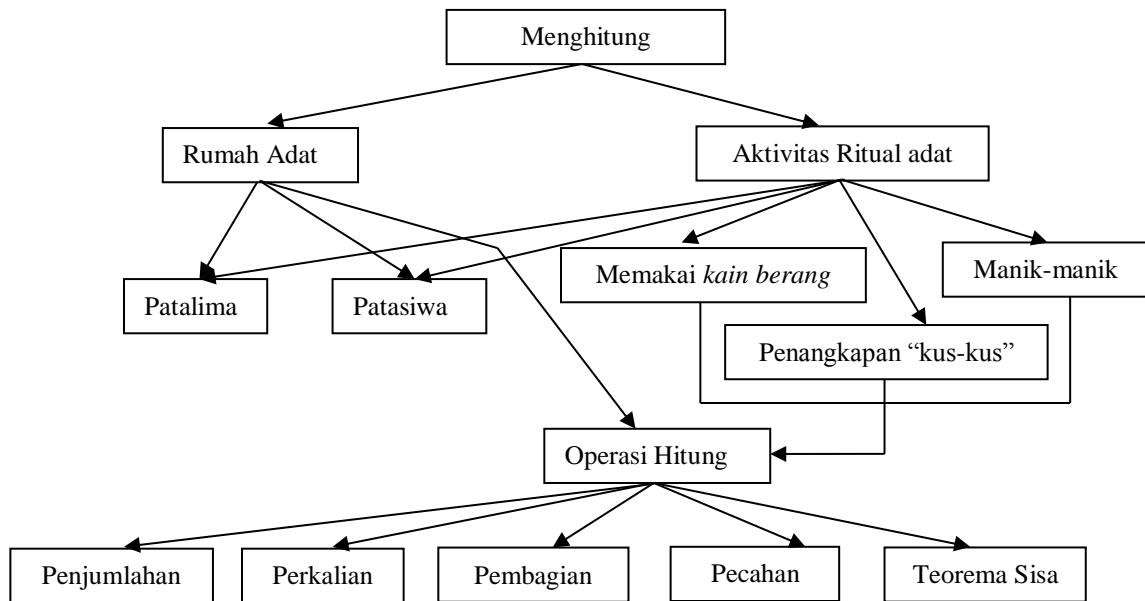 Menghitung
Rumah Adat
Aktivitas Ritual adat
Patalima
Patasiwa
Memakai kain berang
Manik-manik
Penangkapan “kus-kus”
Operasi Hitung
Penjumlahan
Perkalian
Pembagian
Pecahan
Teorema Sisa